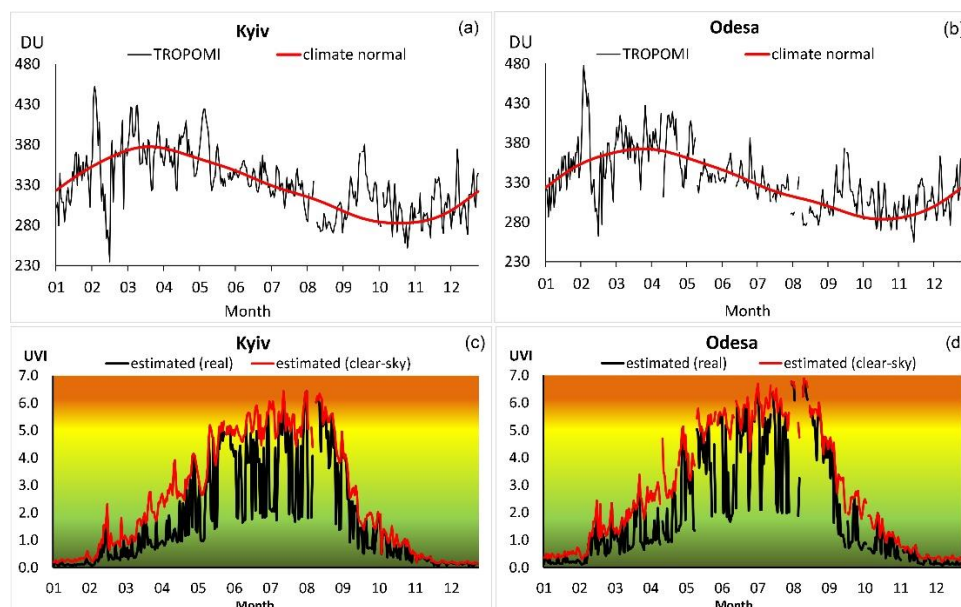 Kyiv (a)
DU
TROPOMI climate normal
480
430
380
330
280
230
01 02 03 04 05 06 07 08 09 10 11 12
Month
Odesa (b)
DU
TROPOMI climate normal
480
430
380
330
280
230
01 02 03 04 05 06 07 08 09 10 11 12
Month
Kyiv (c)
UVI
estimated (real) estimated (clear-sky)
7.0
6.0
5.0
4.0
3.0
2.0
1.0
0.0
01 02 03 04 05 06 07 08 09 10 11 12
Month
Odesa (d
UVI
estimated (real) estimated (clear-sky)
7.0
6.0
5.0
4.0
3.0
2.0
1.0
0.0
01 02 03 04 05 06 07 08 09 10 11 12
Month